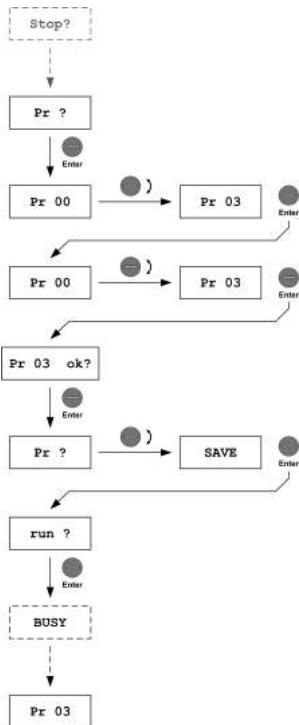 Stop?
Pr ?
Enter
Pr 00
Pr 03
Enter
Pr 00
Pr 03
Enter
Pr 03 ok?
Enter
Pr ?
SAVE
Enter
run ?
Enter
BUSY
Pr 03